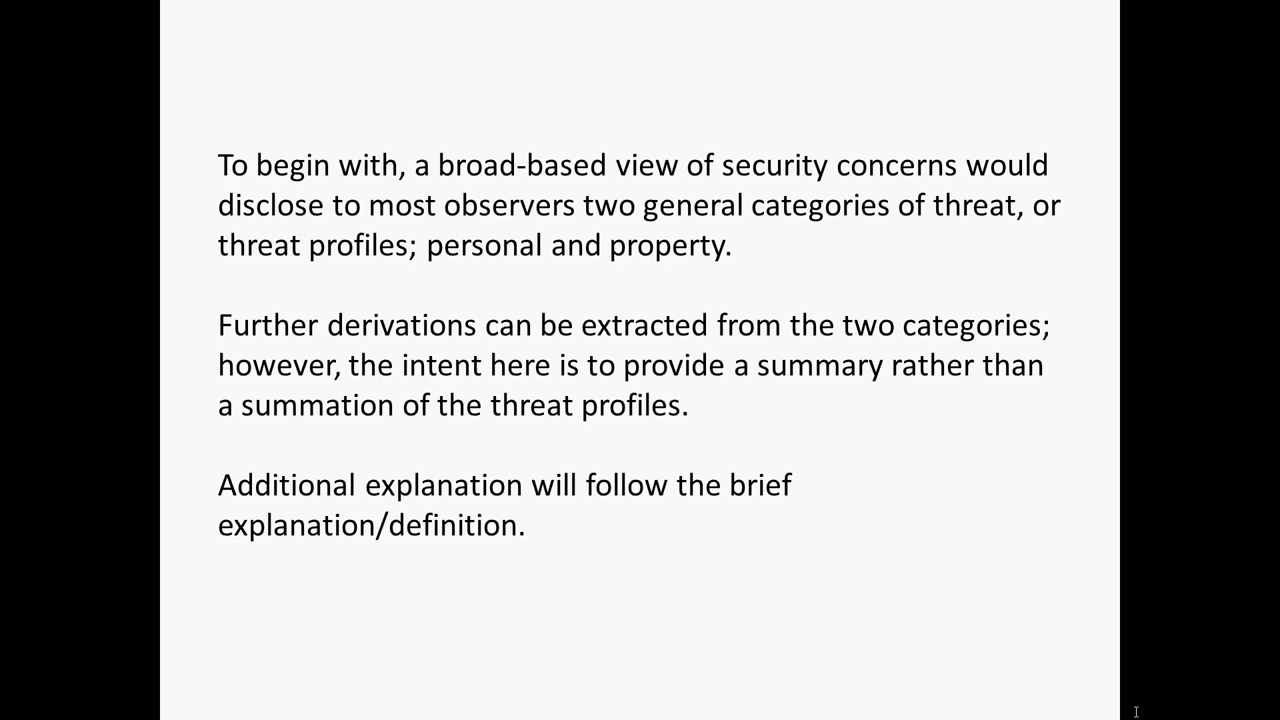 To begin with, a broad-based view of security concerns would
disclose to most observers two general categories of threat, or
threat profiles; personal and property.
Further derivations can be extracted from the two categories;
however, the intent here is to provide a summary rather than
a summation of the threat profiles.
Additional explanation will follow the brief
explanation/definition.